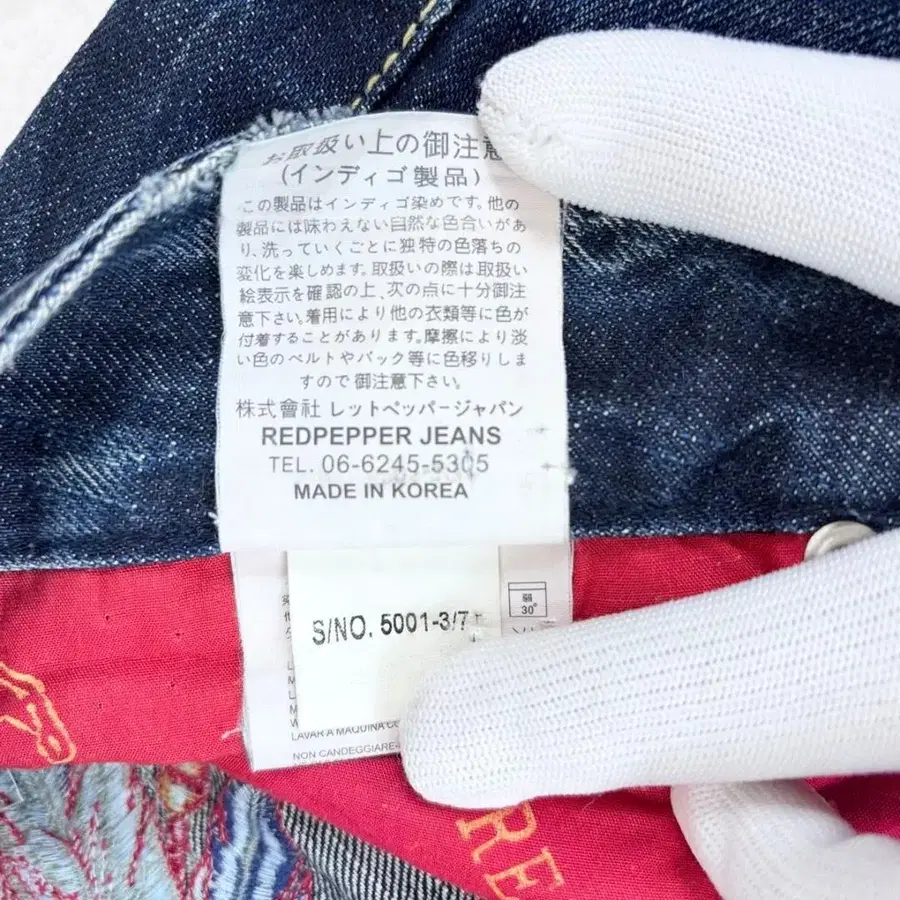 お取扱い上の御注意
(インディゴ製品)
この製品はインディゴ染めです。他の
製品には味わえない自然な色合いがあ
り、洗っていくごとに独特の色落ちの
変化を楽しめます。取扱いの際は取扱い
絵表示を確認の上、次の点に十分御注
意下さい。着用により他の衣類等に色が
付着することがあります。摩擦により淡
い色のベルトやバック等に色移りしま
すので御注意下さい。
株式會社 レットペッパージャパン
REDPEPPER JEANS
TEL. 06-6245-5305
MADE IN KOREA
弱
30°
S/NO. 5001-3/7
LAVAR A MAQUINA
NON CANDEGGIARE
RE